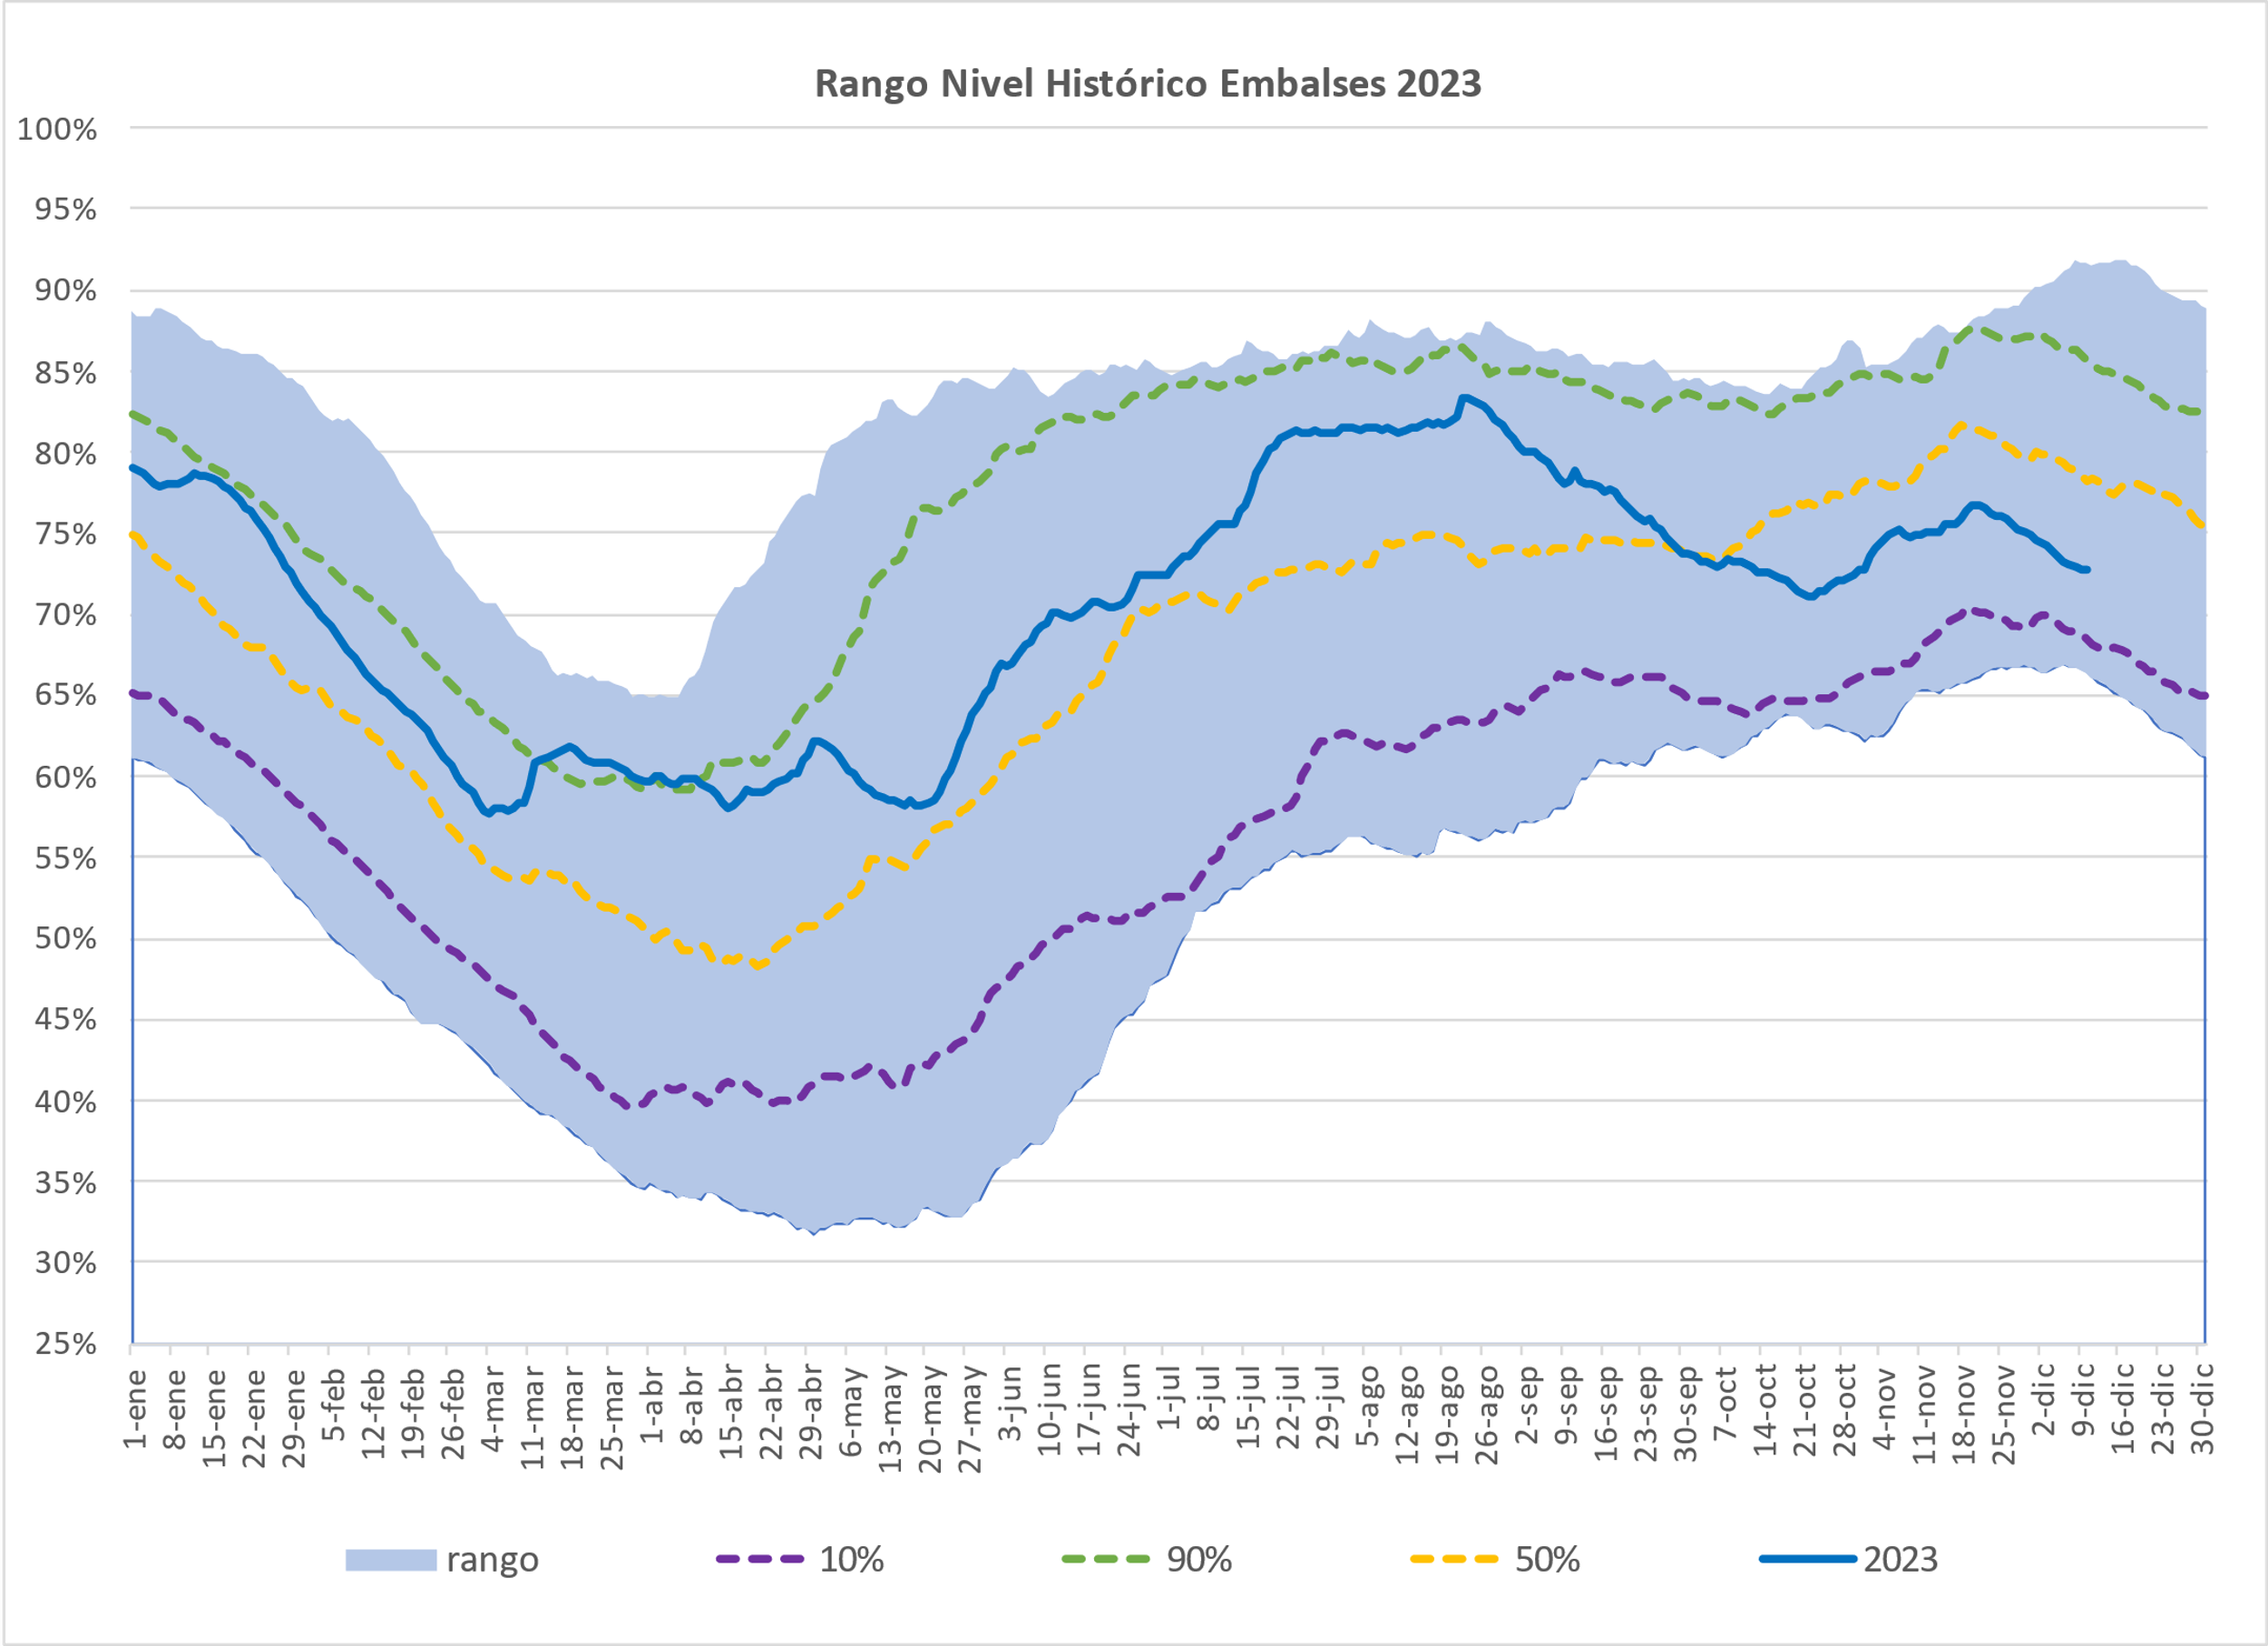 Rango Nivel Histórico Embalses 2023
100%
95%
90%
85%
80%
75%
70%
65%
60%
55%
50%
45%
40%
35%
30%
25%
1-ene
8-ene
15-ene
22-ene
29-ene
5-feb
12-feb
19-feb
26-feb
4-mar
11-mar
18-mar
25-mar
1-abr
8-abr
15-abr
22-abr
29-abr
6-may
13-may
20-may
27-may
3-jun
10-jun
17-jun
24-jun
1-jul
8-jul
15-jul
22-jul
29-jul
5-ago
12-ago
19-ago
26-ago
2-sep
9-sep
16-sep
23-sep
30-sep
7-oct
14-oct
21-oct
28-oct
4-nov
11-nov
18-nov
25-nov
2-dic
9-dic
16-dic
23-dic
30-dic
rango 10% 90% 50% 2023